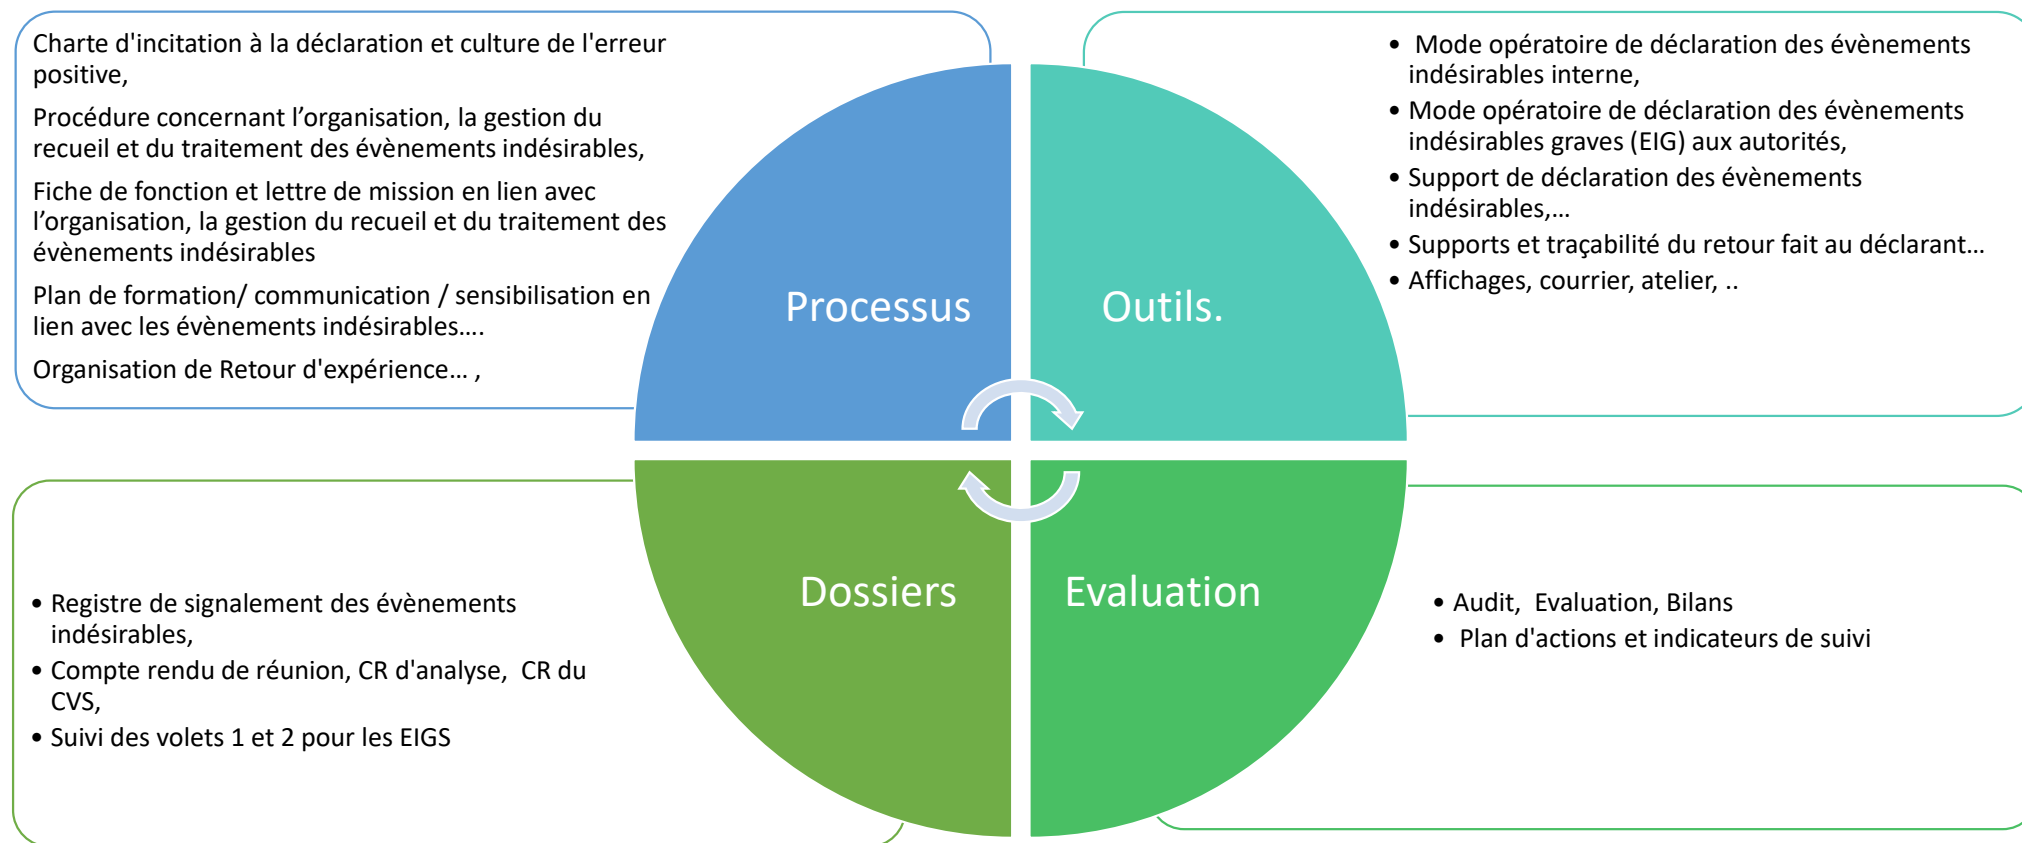 Charte d'incitation à la déclaration et culture de l'erreur
positive,
Procédure concernant l’organisation, la gestion du
recueil et du traitement des évènements indésirables,
Fiche de fonction et lettre de mission en lien avec
l’organisation, la gestion du recueil et du traitement des
évènements indésirables
Plan de formation/ communication / sensibilisation en
lien avec les évènements indésirables....
Organisation de Retour d'expérience... ,
Processus
• Mode opératoire de déclaration des évènements
indésirables interne,
• Mode opératoire de déclaration des évènements
indésirables graves (EIG) aux autorités,
• Support de déclaration des évènements
indésirables,...
• Supports et traçabilité du retour fait au déclarant...
• Affichages, courrier, atelier, ..
Outils.
• Registre de signalement des évènements
indésirables,
• Compte rendu de réunion, CR d'analyse, CR du
CVS,
• Suivi des volets 1 et 2 pour les EIGS
Dossiers
Evaluation
• Audit, Evaluation, Bilans
• Plan d'actions et indicateurs de suivi